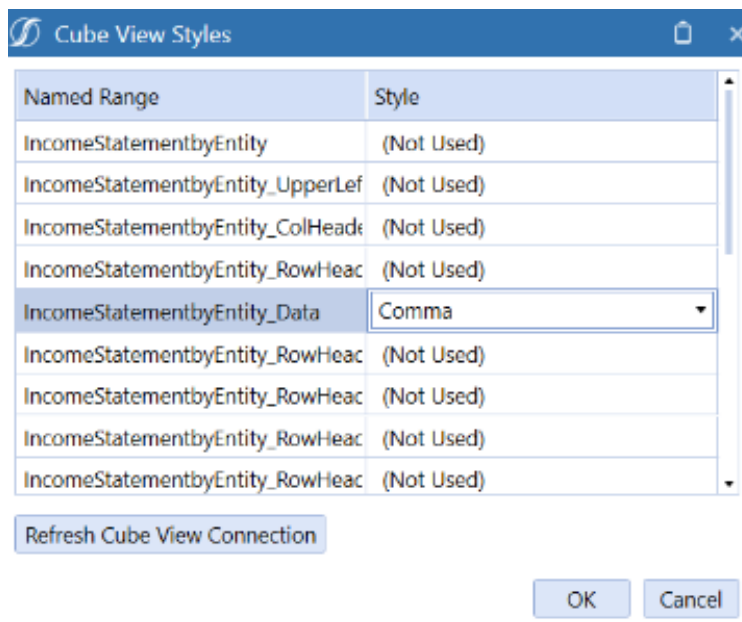 Cube View Styles
Named Range Style
IncomeStatementbyEntity (Not Used)
IncomeStatementbyEntity_UpperLef (Not Used)
IncomeStatementbyEntity_ColHeade (Not Used)
IncomeStatementbyEntity_RowHeac (Not Used)
IncomeStatementbyEntity_Data Comma
IncomeStatementbyEntity_RowHeac (Not Used)
IncomeStatementbyEntity_RowHeac (Not Used)
IncomeStatementbyEntity_RowHeac (Not Used)
IncomeStatementbyEntity_RowHeac (Not Used)
Refresh Cube View Connection
OK Cancel